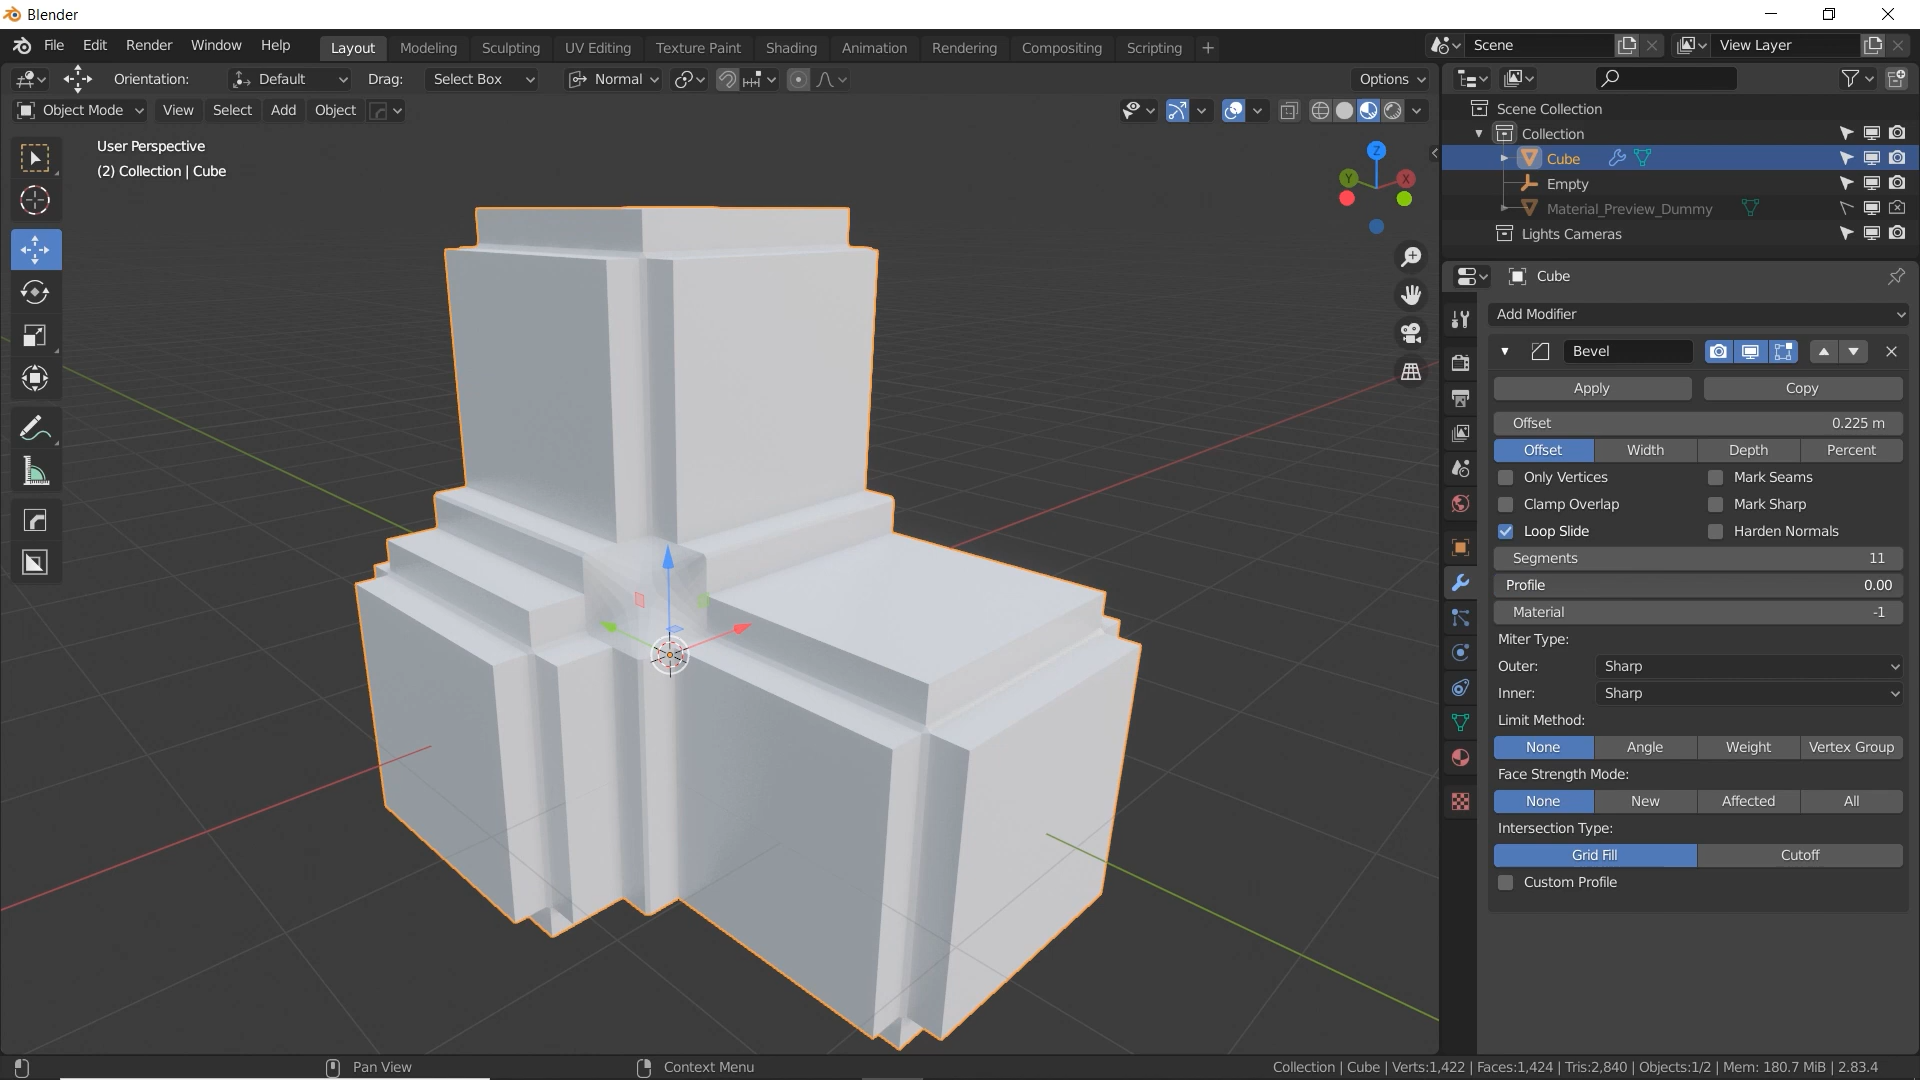 Blender
File Edit Render Window Help Layout Modeling Sculpting UV Editing Texture Paint Shading Animation Rendering Compositing Scripting + Scene View Layer
Orientation: Default Drag: Select Box Normal Options
Object Mode View Select Add Object
User Perspective
(2) Collection | Cube
Z
Y
X
Scene Collection
Collection
Cube
Empty
Material_Preview_Dummy
Lights Cameras
Cube
Add Modifier
Bevel
Apply Copy
Offset 0.225 m
Offset Width Depth Percent
Only Vertices Mark Seams
Clamp Overlap Mark Sharp
Loop Slide Harden Normals
Segments 11
Profile 0.00
Material -1
Miter Type:
Outer: Sharp
Inner: Sharp
Limit Method:
None Angle Weight Vertex Group
Face Strength Mode:
None New Affected All
Intersection Type:
Grid Fill Cutoff
Custom Profile
Pan View Context Menu Collection | Cube | Verts:1,422 | Faces:1,424 | Tris:2,840 | Objects:1/2 | Mem: 180.7 MiB | 2.83.4